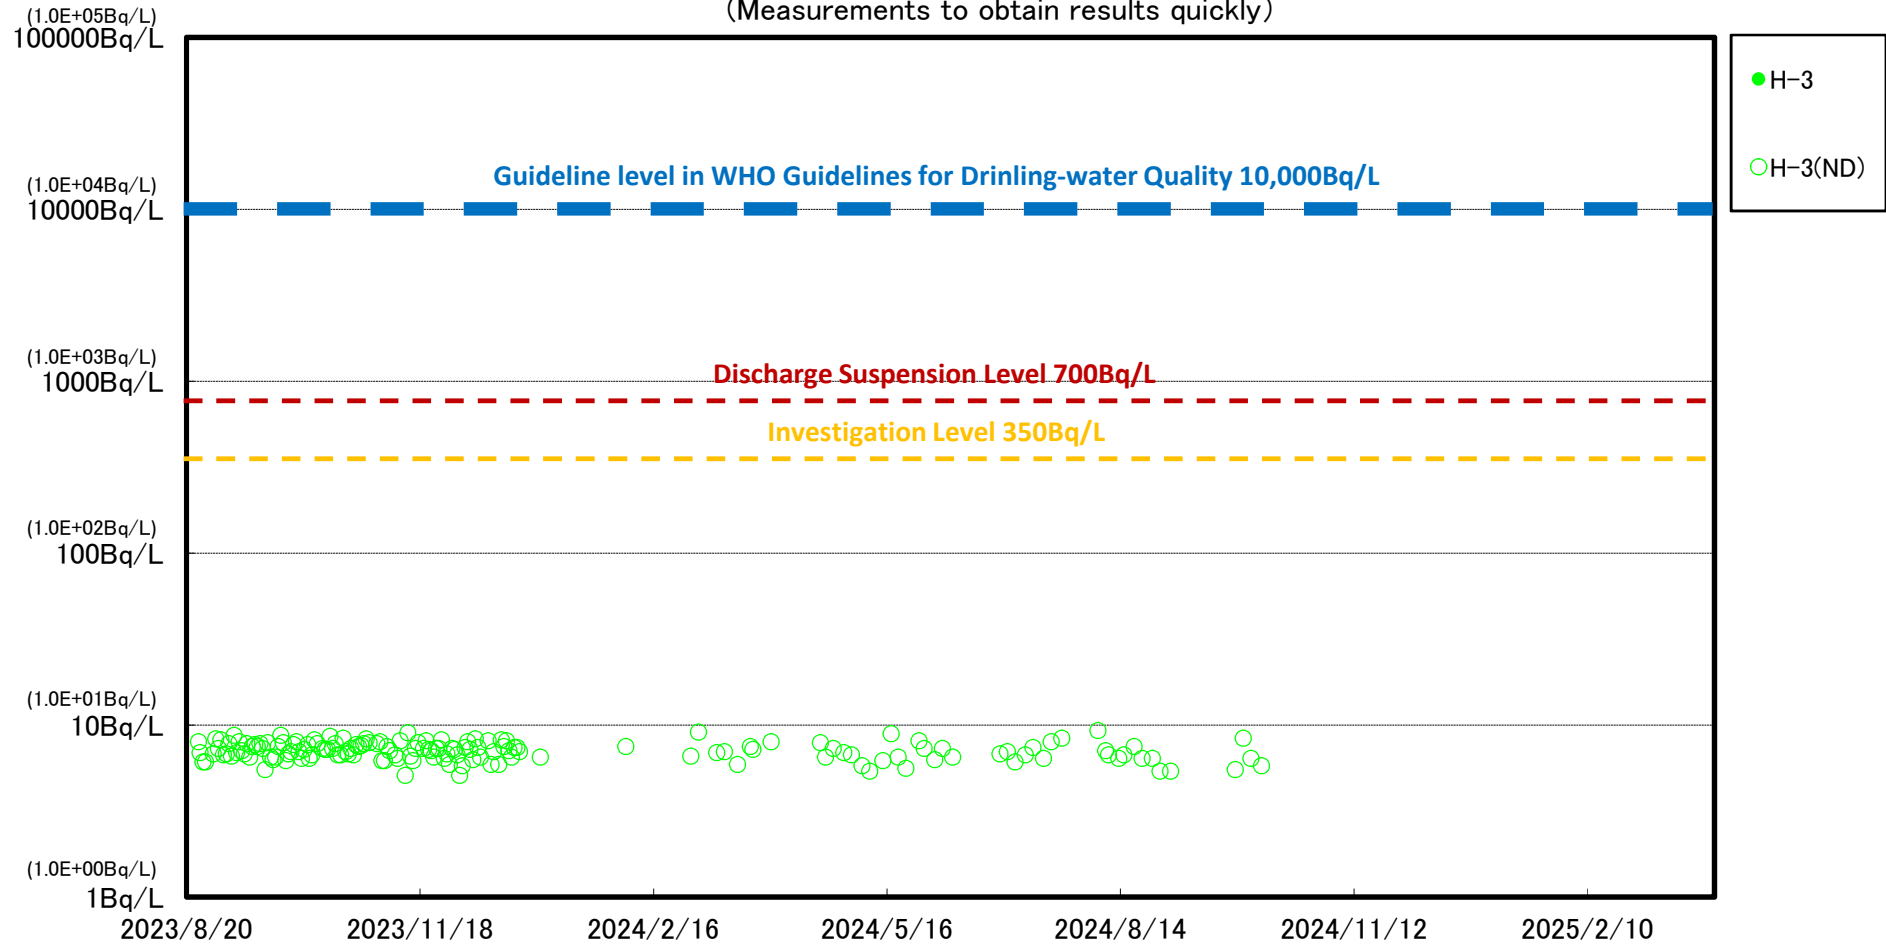 (Measurements to obtain results quickly)
(1.0E+05Bq/L)
100000Bq/L
H-3
H-3(ND)
Guideline level in WHO Guidelines for Drinling-water Quality 10,000Bq/L
(1.0E+04Bq/L)
10000Bq/L
(1.0E+03Bq/L)
1000Bq/L
Discharge Suspension Level 700Bq/L
Investigation Level 350Bq/L
(1.0E+02Bq/L)
100Bq/L
(1.0E+01Bq/L)
10Bq/L
(1.0E+00Bq/L)
1Bq/L
2023/8/20 2023/11/18 2024/2/16 2024/5/16 2024/8/14 2024/11/12 2025/2/10